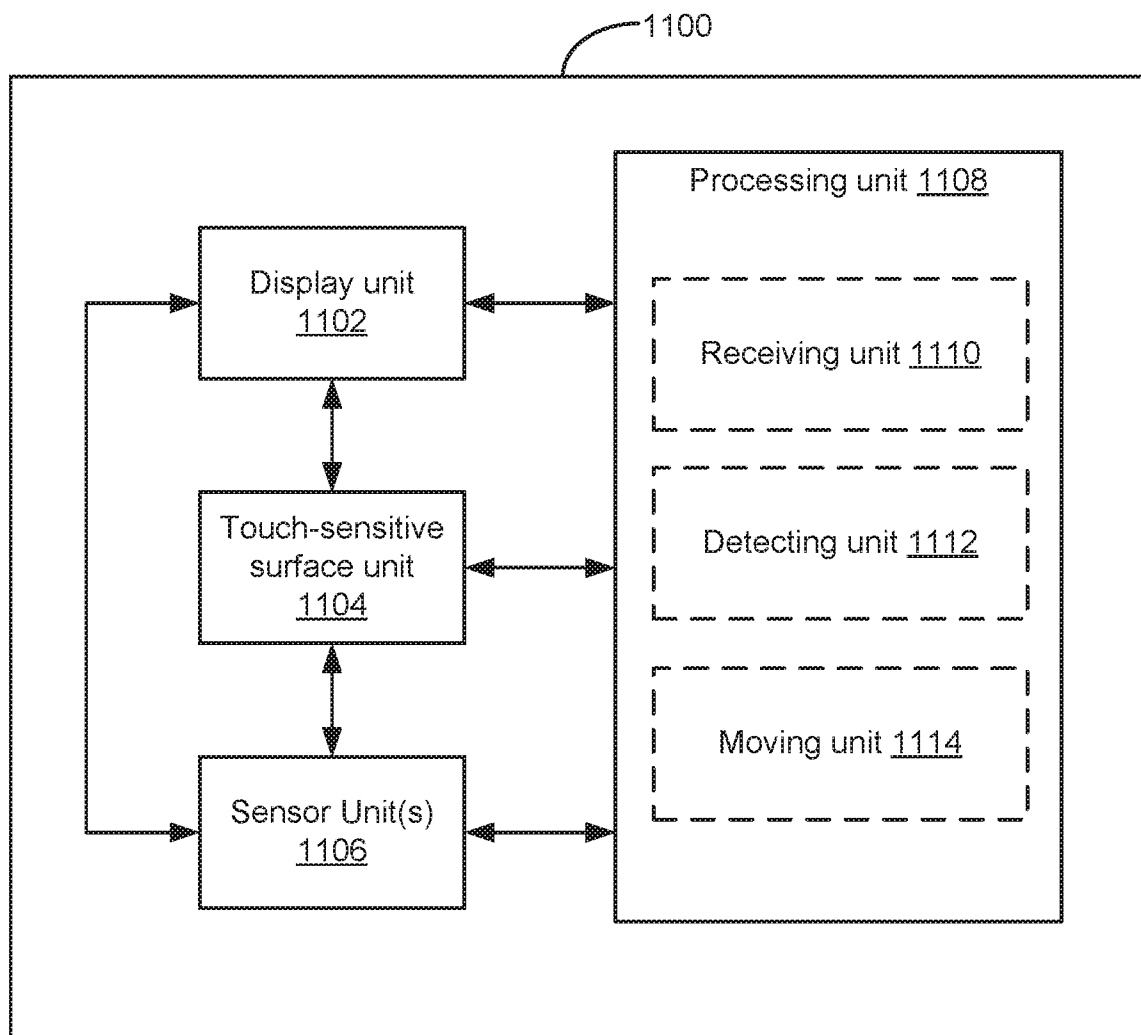 1100
Processing unit 1108
Display unit
1102
Receiving unit 1110
Touch-sensitive
surface unit
1104
Detecting unit 1112
Moving unit 1114
Sensor Unit(s)
1106